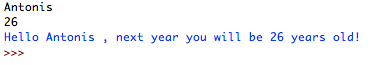 Antonis
26
Hello Antonis , next year you will be 26 years old!
>>>